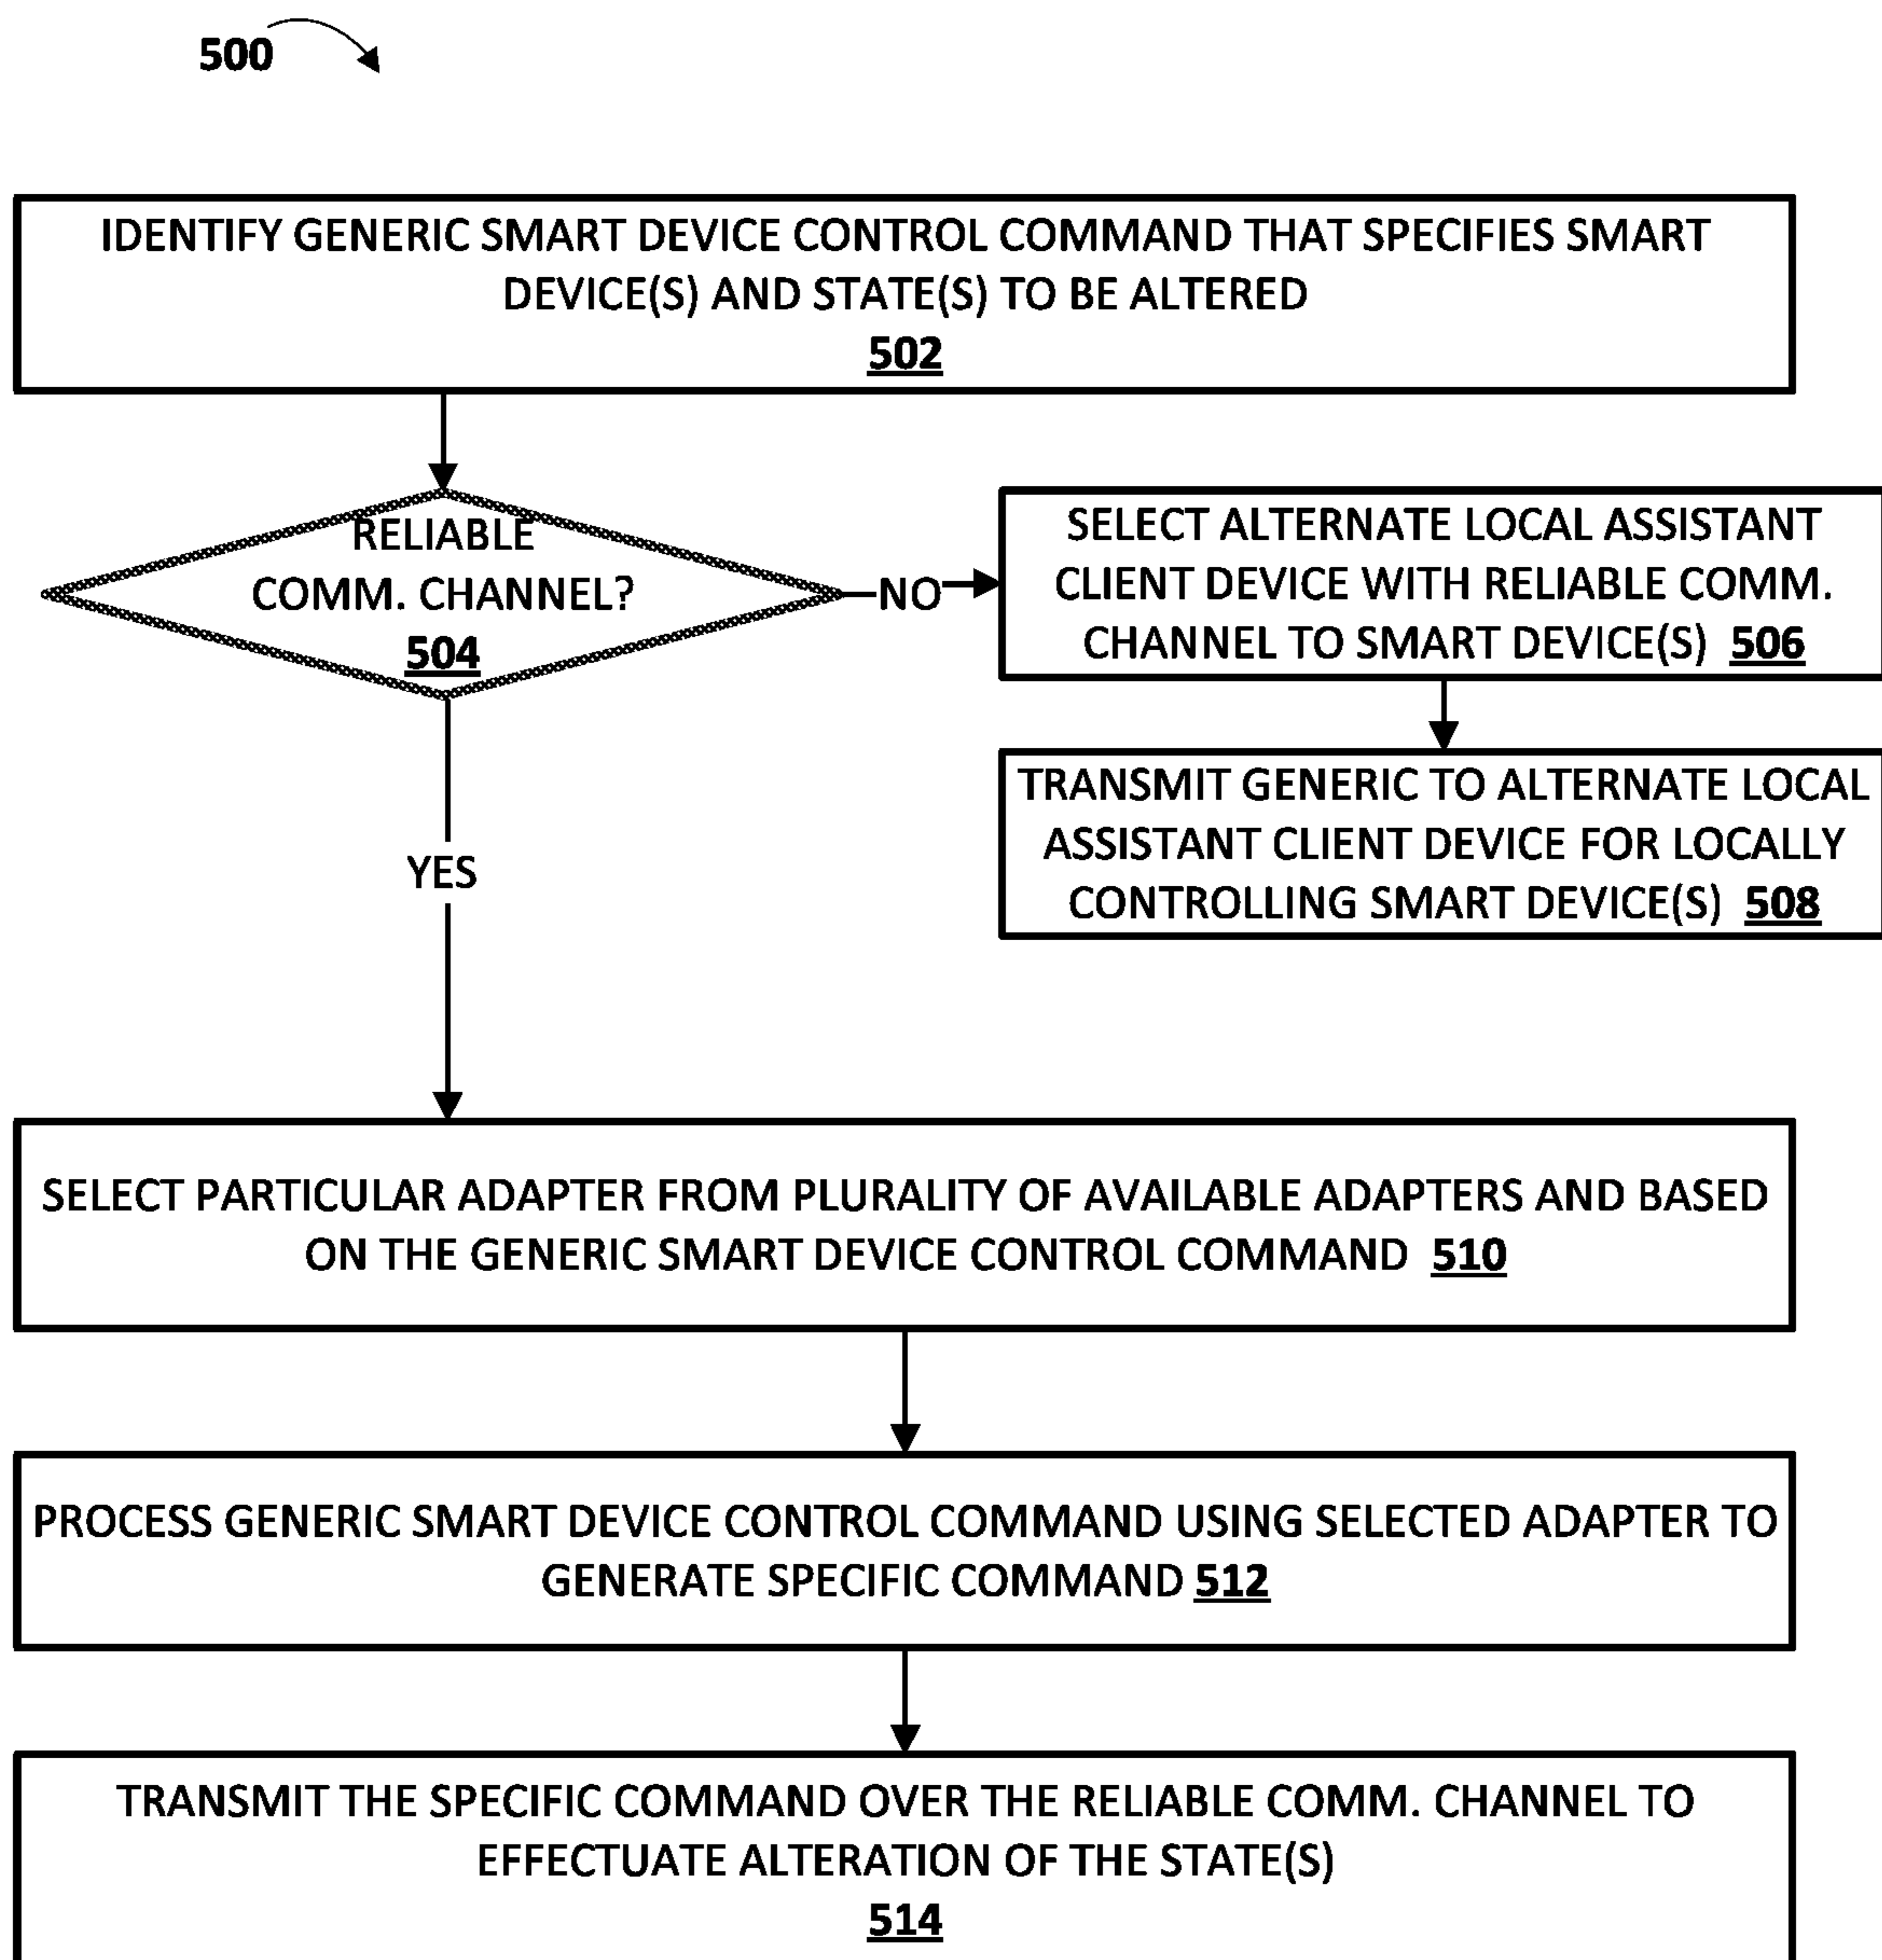 500
IDENTIFY GENERIC SMART DEVICE CONTROL COMMAND THAT SPECIFIES SMART
DEVICE(S) AND STATE(S) TO BE ALTERED
502
RELIABLE
COMM. CHANNEL?
504
NO
SELECT ALTERNATE LOCAL ASSISTANT
CLIENT DEVICE WITH RELIABLE COMM.
CHANNEL TO SMART DEVICE(S) 506
TRANSMIT GENERIC TO ALTERNATE LOCAL
ASSISTANT CLIENT DEVICE FOR LOCALLY
CONTROLLING SMART DEVICE(S) 508
YES
SELECT PARTICULAR ADAPTER FROM PLURALITY OF AVAILABLE ADAPTERS AND BASED
ON THE GENERIC SMART DEVICE CONTROL COMMAND 510
PROCESS GENERIC SMART DEVICE CONTROL COMMAND USING SELECTED ADAPTER TO
GENERATE SPECIFIC COMMAND 512
TRANSMIT THE SPECIFIC COMMAND OVER THE RELIABLE COMM. CHANNEL TO
EFFECTUATE ALTERATION OF THE STATE(S)
514